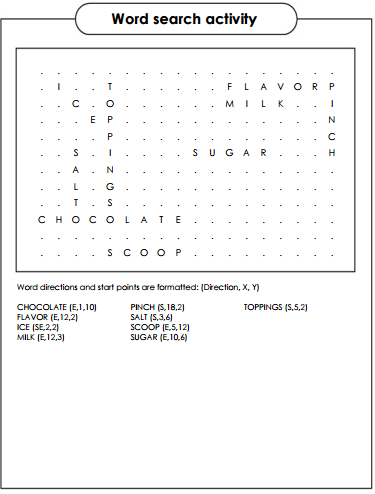 Word search activity
. . . . . . . . . . . . . . . . . .
. I . . T . . . . . . F L A V O R P
. . C . O . . . . . . M I L K . . I
. . . E P . . . . . . . . . . . . N
. . . . P . . . . . . . . . . . . C
. . S . I . . . . S U G A R . . . H
. . A . N . . . . . . . . . . . . .
. . L . G . . . . . . . . . . . . .
. . T . S . . . . . . . . . . . . .
C H O C O L A T E . . . . . . . . .
. . . . . . . . . . . . . . . . . .
. . . . S C O O P . . . . . . . . .
Word directions and start points are formatted: (Direction, X, Y)
CHOCOLATE (E,1,10)
FLAVOR (E,12,2)
ICE (SE,2,2)
MILK (E,12,3)
PINCH (S,18,2)
SALT (S,3,6)
SCOOP (E,5,12)
SUGAR (E,10,6)
TOPPINGS (S,5,2)